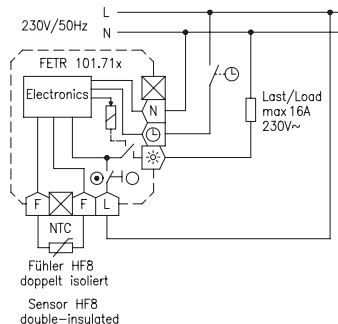 L
230V/50Hz
N
FETR 101.71x
Electronics
N
Last/Load
max 16A
230V~
F
F
L
NTC
Fühler HF8
doppelt isoliert
Sensor HF8
double-insulated